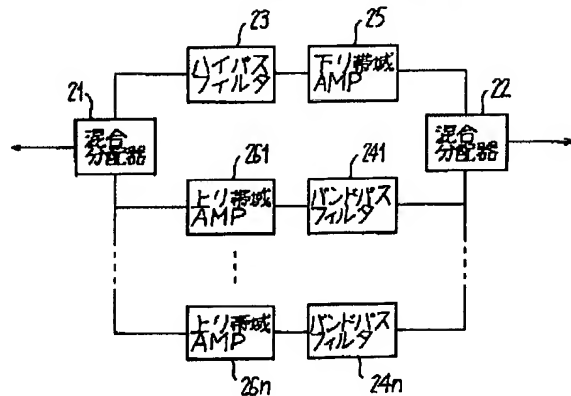 23
25
ハイパス
フィルタ
下り帯域
AMP
21
22
混合
分配器
混合
分配器
261
241
上り帯域
AMP
バンドパス
フィルタ
上り帯域
AMP
バンドパス
フィルタ
26n
24n